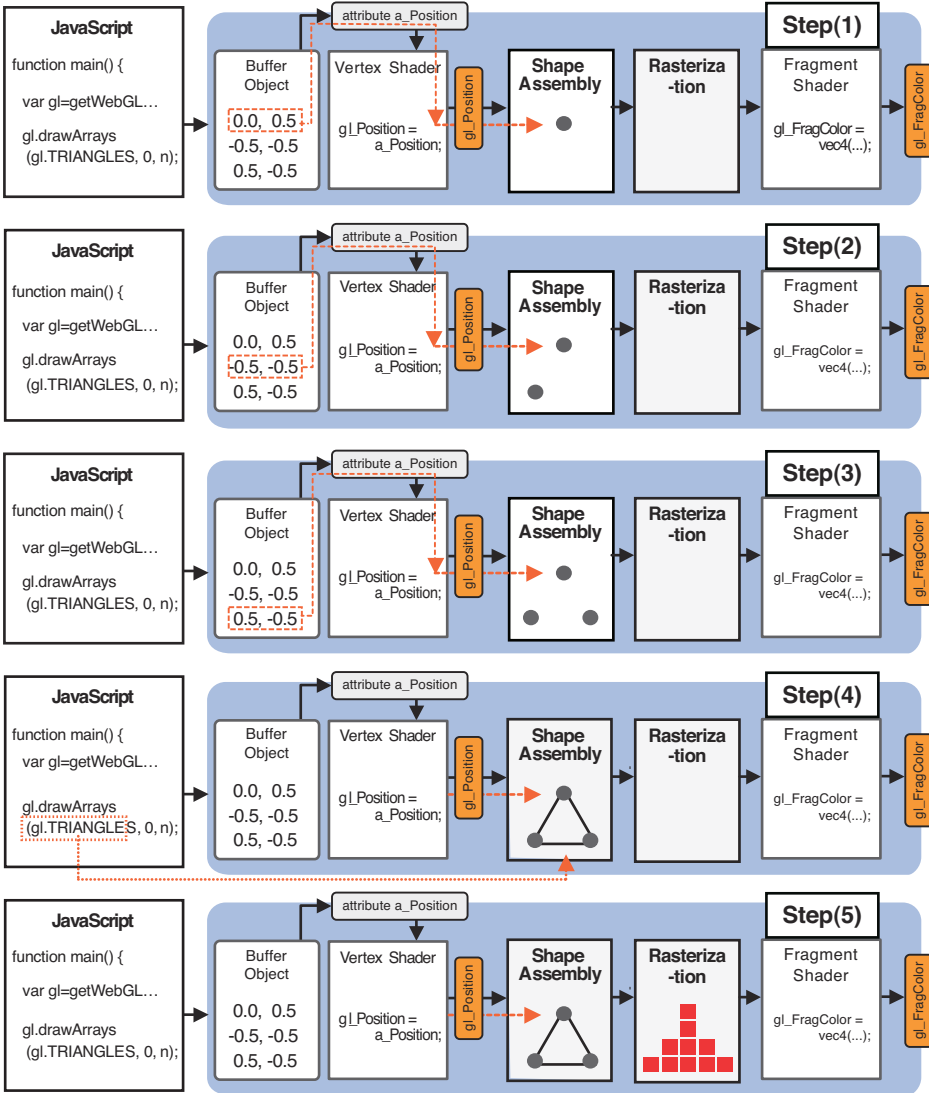 Step(1)
JavaScript
function main() {
var gl=getWebGL…
gl.drawArrays
(gl.TRIANGLES, 0, n);
Buffer
Object
0.0, 0.5
-0.5, -0.5
0.5, -0.5
attribute a_Position
Vertex Shader
gl_Position =
a_Position;
gl_Position
Shape
Assembly
Rasteriza
-tion
Fragment
Shader
gl_FragColor =
vec4(...);
gl_FragColor
Step(2)
JavaScript
function main() {
var gl=getWebGL…
gl.drawArrays
(gl.TRIANGLES, 0, n);
Buffer
Object
0.0, 0.5
-0.5, -0.5
0.5, -0.5
attribute a_Position
Vertex Shader
gl_Position =
a_Position;
gl_Position
Shape
Assembly
Rasteriza
-tion
Fragment
Shader
gl_FragColor =
vec4(...);
gl_FragColor
Step(3)
JavaScript
function main() {
var gl=getWebGL…
gl.drawArrays
(gl.TRIANGLES, 0, n);
Buffer
Object
0.0, 0.5
-0.5, -0.5
0.5, -0.5
attribute a_Position
Vertex Shader
gl_Position =
a_Position;
gl_Position
Shape
Assembly
Rasteriza
-tion
Fragment
Shader
gl_FragColor =
vec4(...);
gl_FragColor
Step(4)
JavaScript
function main() {
var gl=getWebGL…
gl.drawArrays
(gl.TRIANGLES, 0, n);
Buffer
Object
0.0, 0.5
-0.5, -0.5
0.5, -0.5
attribute a_Position
Vertex Shader
gl_Position =
a_Position;
gl_Position
Shape
Assembly
Rasteriza
-tion
Fragment
Shader
gl_FragColor =
vec4(...);
gl_FragColor
Step(5)
JavaScript
function main() {
var gl=getWebGL…
gl.drawArrays
(gl.TRIANGLES, 0, n);
Buffer
Object
0.0, 0.5
-0.5, -0.5
0.5, -0.5
attribute a_Position
Vertex Shader
gl_Position =
a_Position;
gl_Position
Shape
Assembly
Rasteriza
-tion
Fragment
Shader
gl_FragColor =
vec4(...);
gl_FragColor